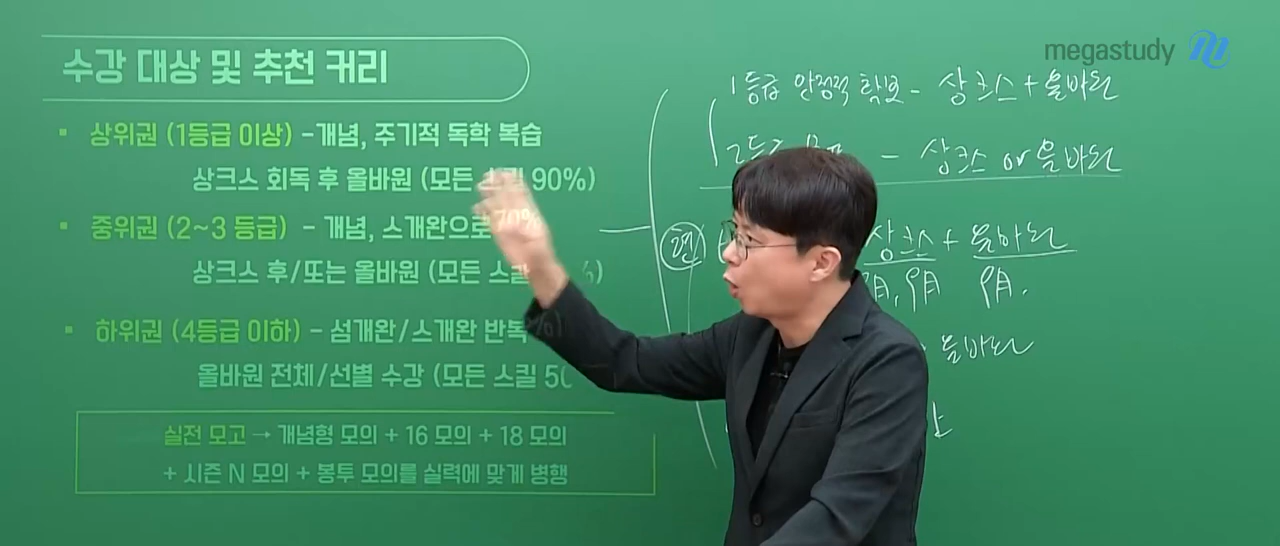 수강 대상 및 추천 커리
megastudy
▪ 상위권 (1등급 이상) – 개념, 주기적 독학 복습
상크스 회독 후 올바원 (모든 스킬 90%)
▪ 중위권 (2~3 등급) – 개념, 스개완으로 70%
상크스 후/또는 올바원 (모든 스킬 %)
▪ 하위권 (4등급 이하) – 섬개완/스개완 반복 %)
올바원 전체/선별 수강 (모든 스킬 50
실전 모고 → 개념형 모의 + 16 모의 + 18 모의
+ 시즌 N 모의 + 봉투 모의를 실력에 맞게 병행
1등급 안정적 확보 – 상크스 + 올바원
– 상크스 or 올바원
상크스 + 올바원
올바원